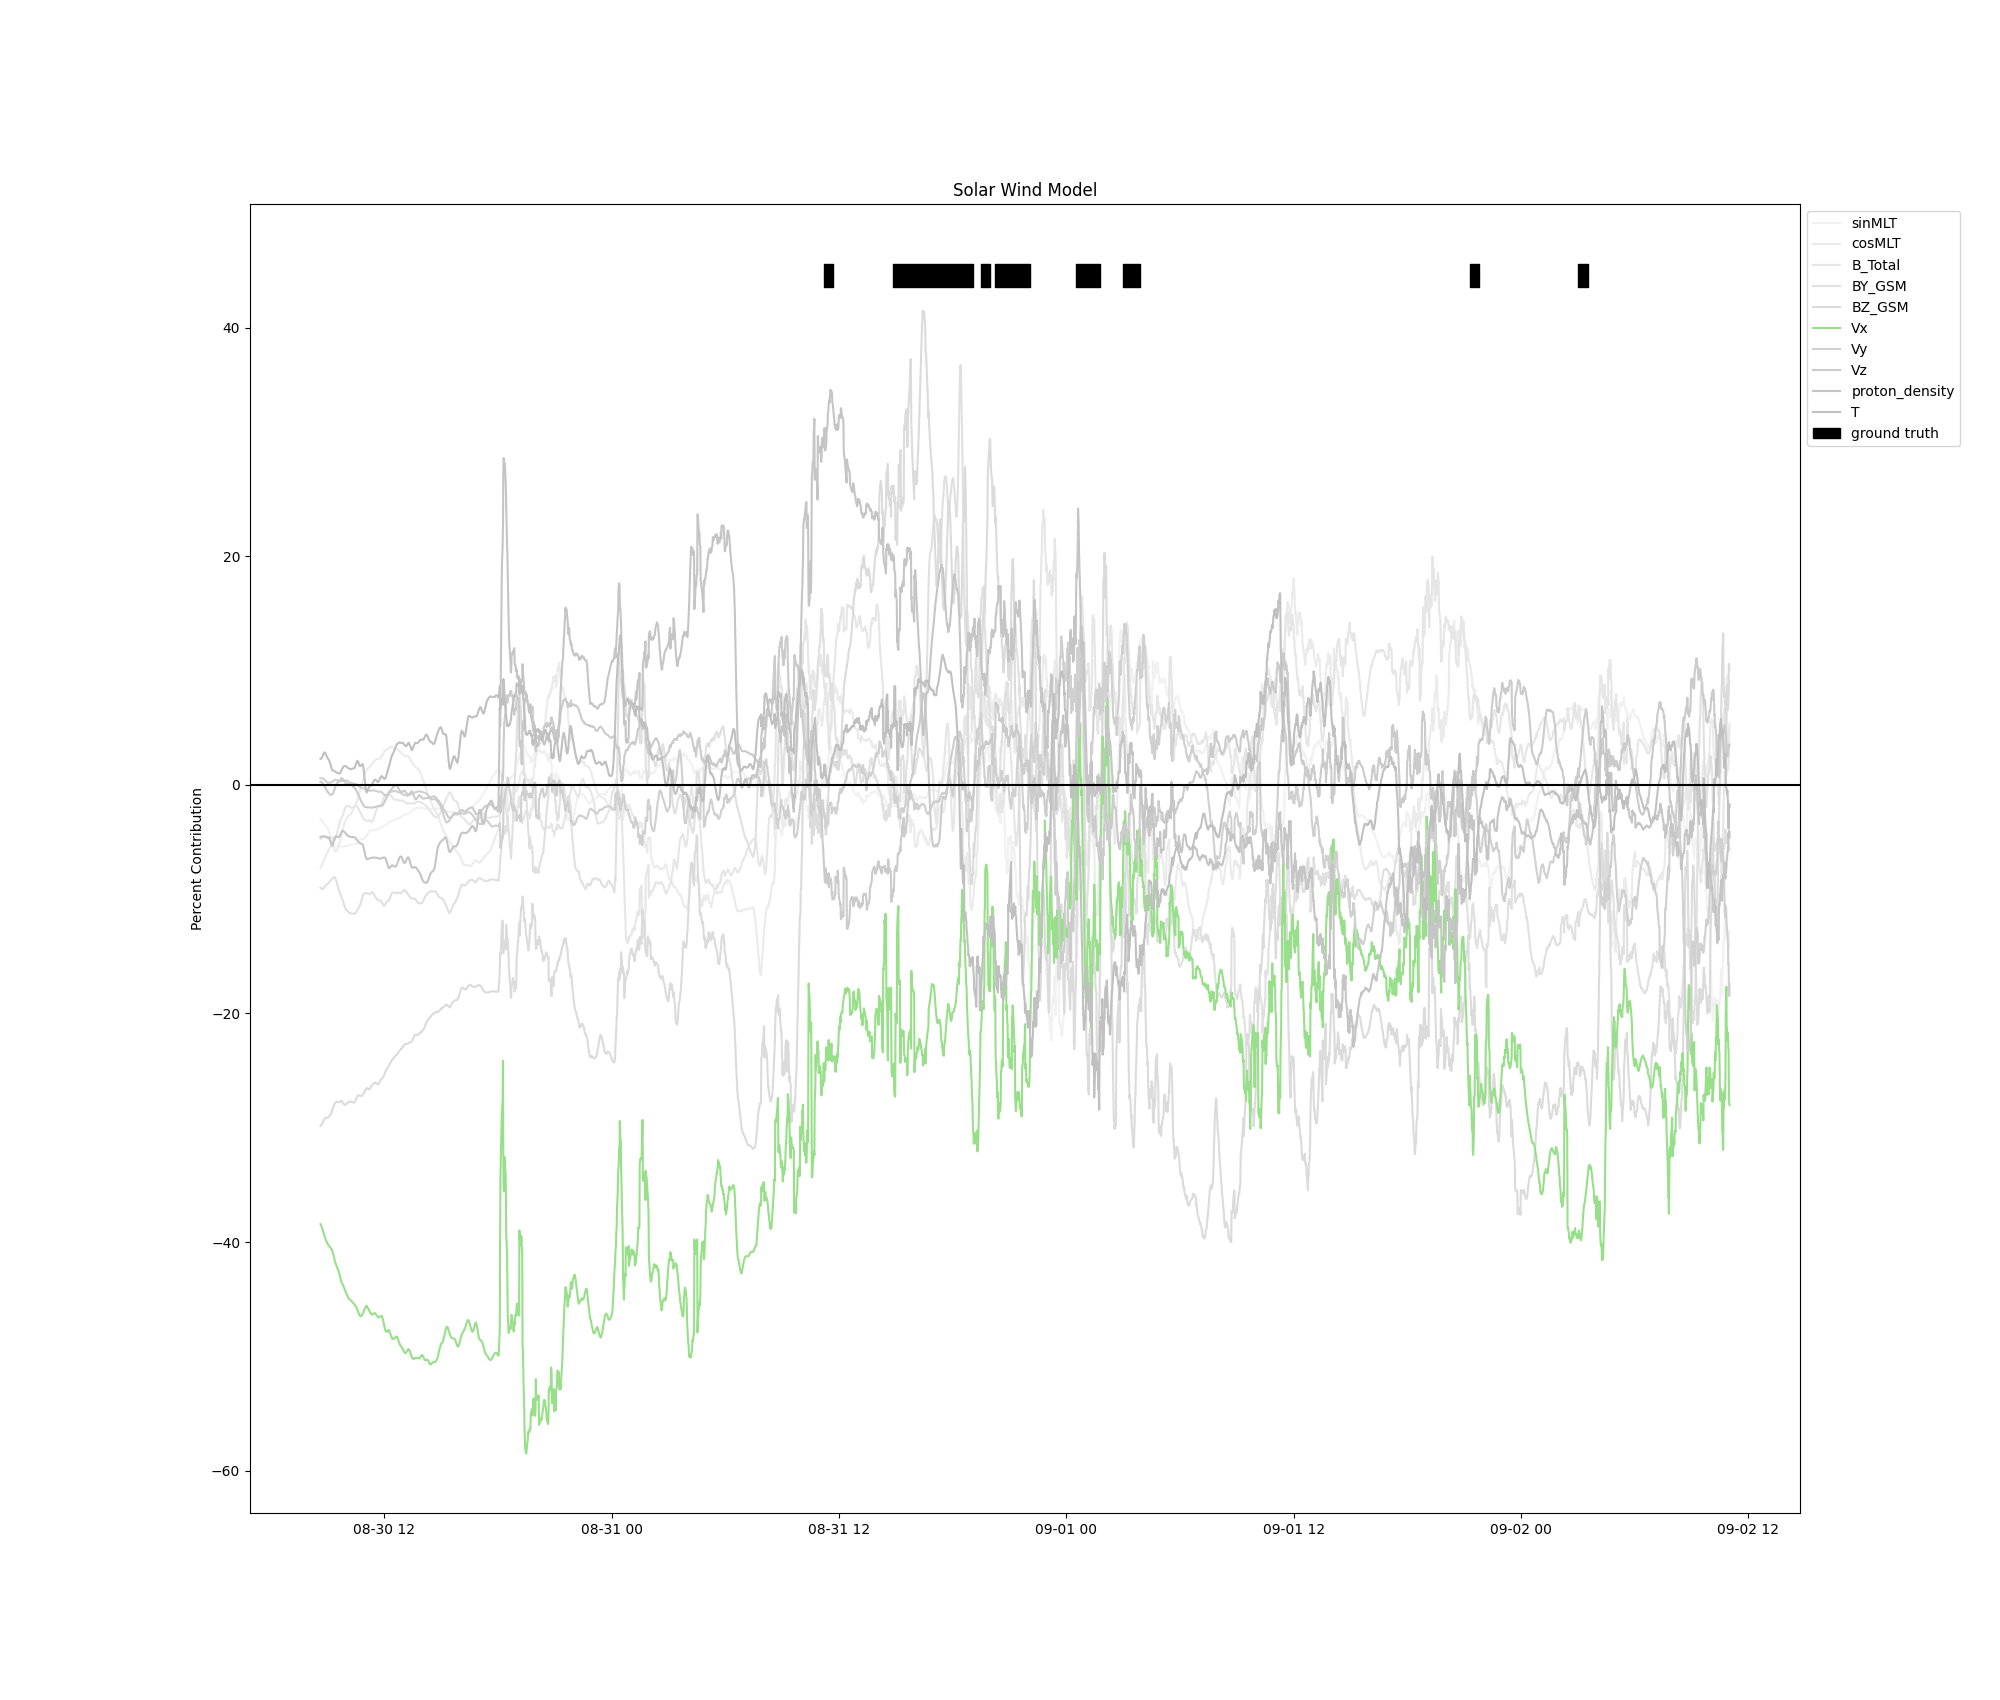 Solar Wind Model
sinMLT
cosMLT
B_Total
BY_GSM
BZ_GSM
Vx
Vy
Vz
proton_density
T
ground truth
Percent Contribution
40
20
0
−20
−40
−60
08-30 12
08-31 00
08-31 12
09-01 00
09-01 12
09-02 00
09-02 12